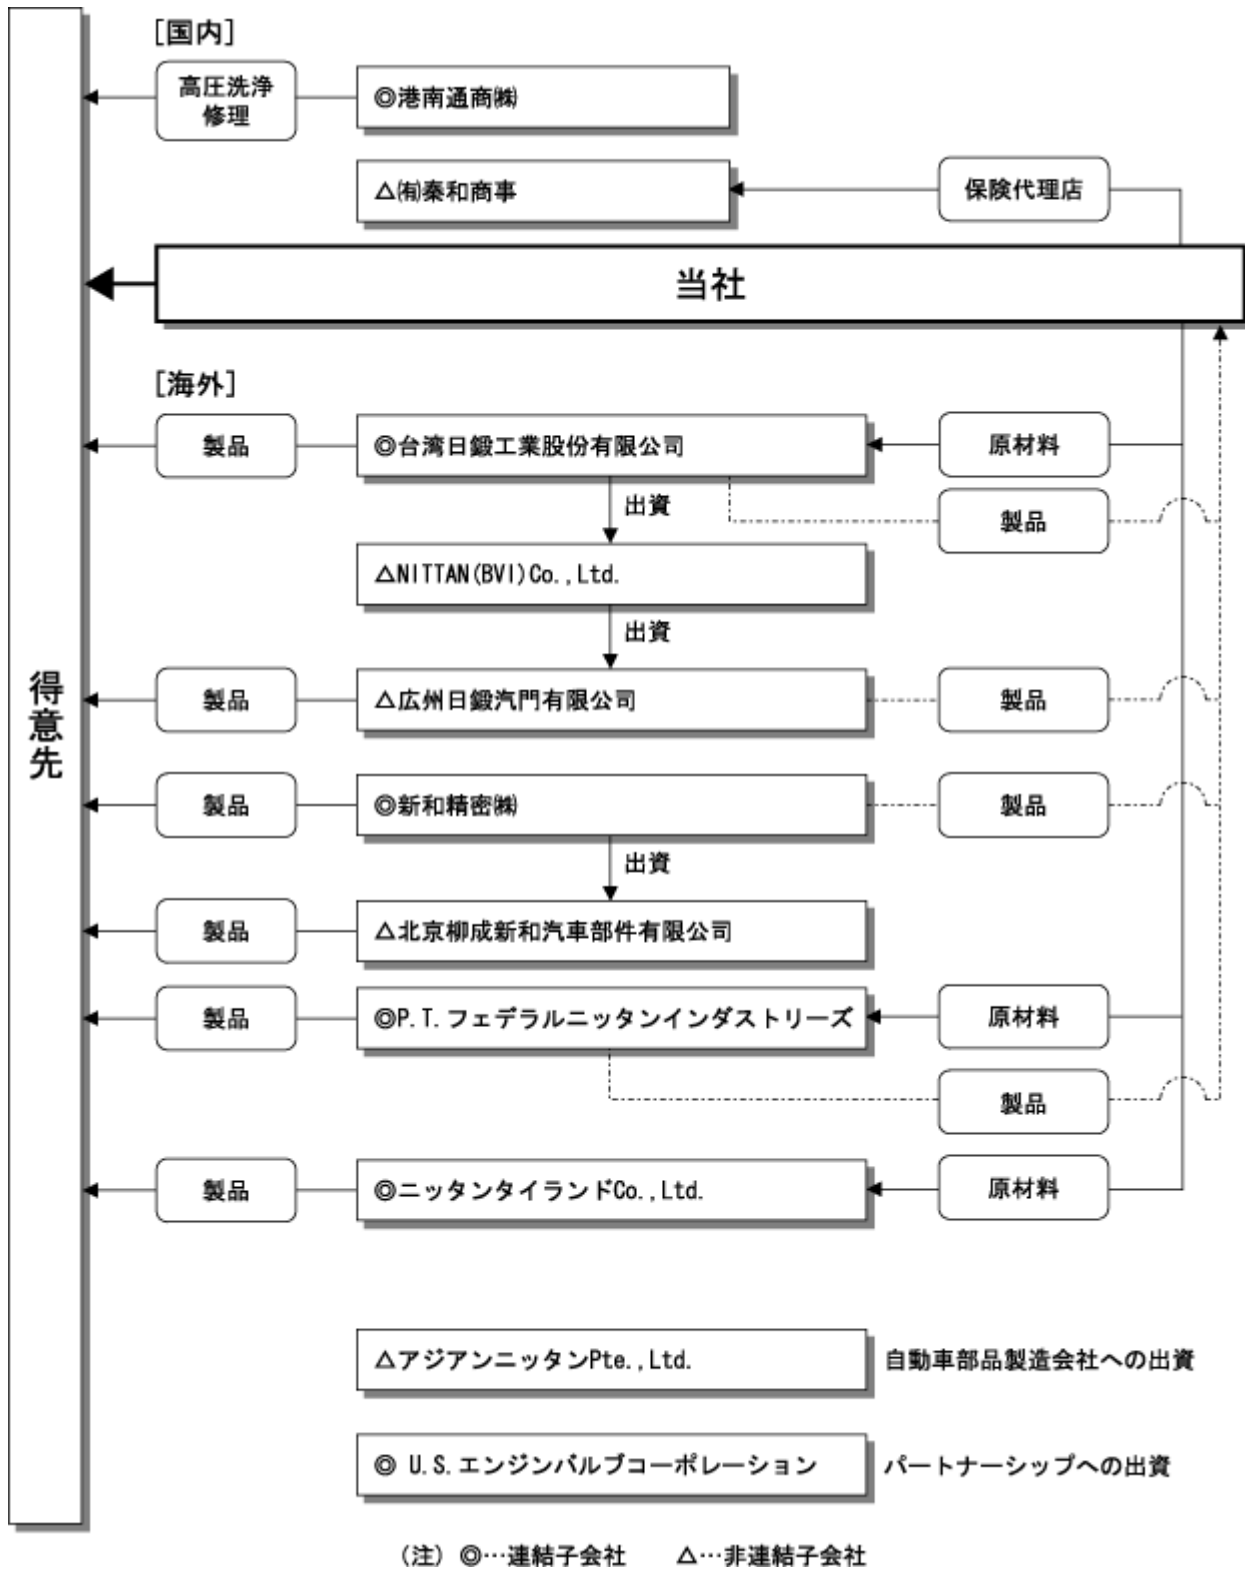 [国内]
高圧洗浄
修理
◎港南通商㈱
△㈲秦和商事
保険代理店
当社
[海外]
製品
◎台湾日鍛工業股份有限公司
原材料
出資
製品
△NITTAN(BVI)Co.,Ltd.
出資
得意先
製品
△広州日鍛汽門有限公司
製品
製品
◎新和精密㈱
製品
出資
製品
△北京柳成新和汽車部件有限公司
製品
◎P.T.フェデラルニッタンインダストリーズ
原材料
製品
製品
◎ニッタンタイランドCo.,Ltd.
原材料
△アジアンニッタンPte.,Ltd.
自動車部品製造会社への出資
◎ U.S.エンジンバルブコーポレーション
パートナーシップへの出資
(注) ◎…連結子会社 △…非連結子会社